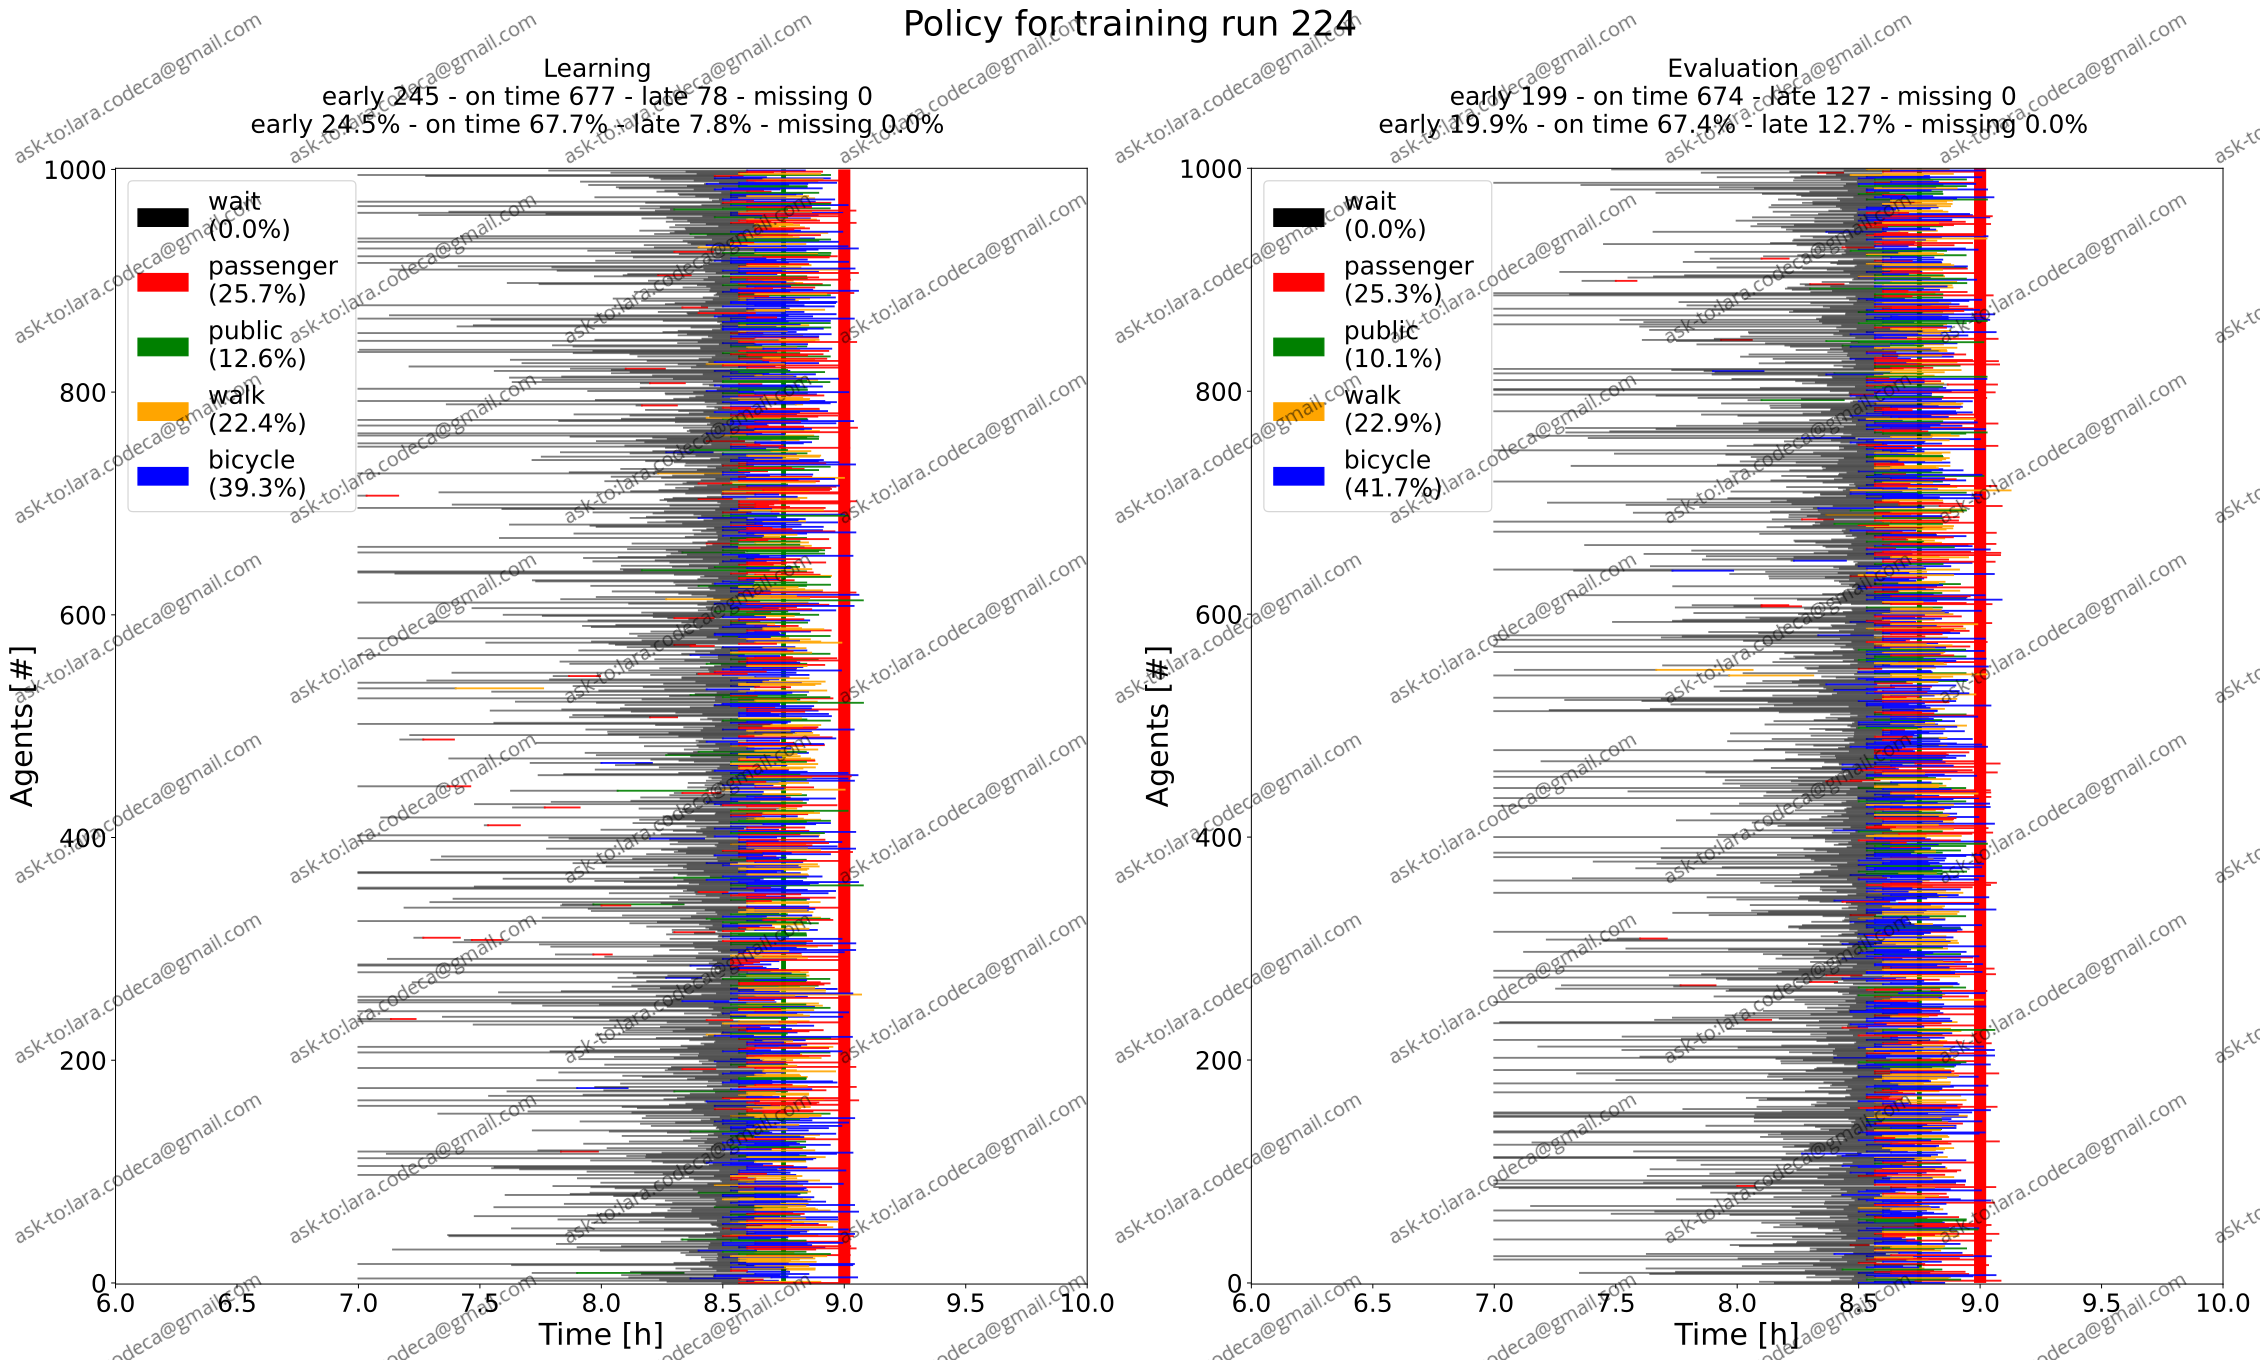 Policy for training run 224
Learning
early 245 - on time 677 - late 78 - missing 0
early 24.5% - on time 67.7% - late 7.8% - missing 0.0%
1000
800
600
400
200
0
Agents [#]
wait
(0.0%)
passenger
(25.7%)
public
(12.6%)
walk
(22.4%)
bicycle
(39.3%)
6.0 6.5 7.0 7.5 8.0 8.5 9.0 9.5 10.0
Time [h]
Evaluation
early 199 - on time 674 - late 127 - missing 0
early 19.9% - on time 67.4% - late 12.7% - missing 0.0%
1000
800
600
400
200
0
Agents [#]
wait
(0.0%)
passenger
(25.3%)
public
(10.1%)
walk
(22.9%)
bicycle
(41.7%)
6.0 6.5 7.0 7.5 8.0 8.5 9.0 9.5 10.0
Time [h]
ask-to:lara.codeca@gmail.com